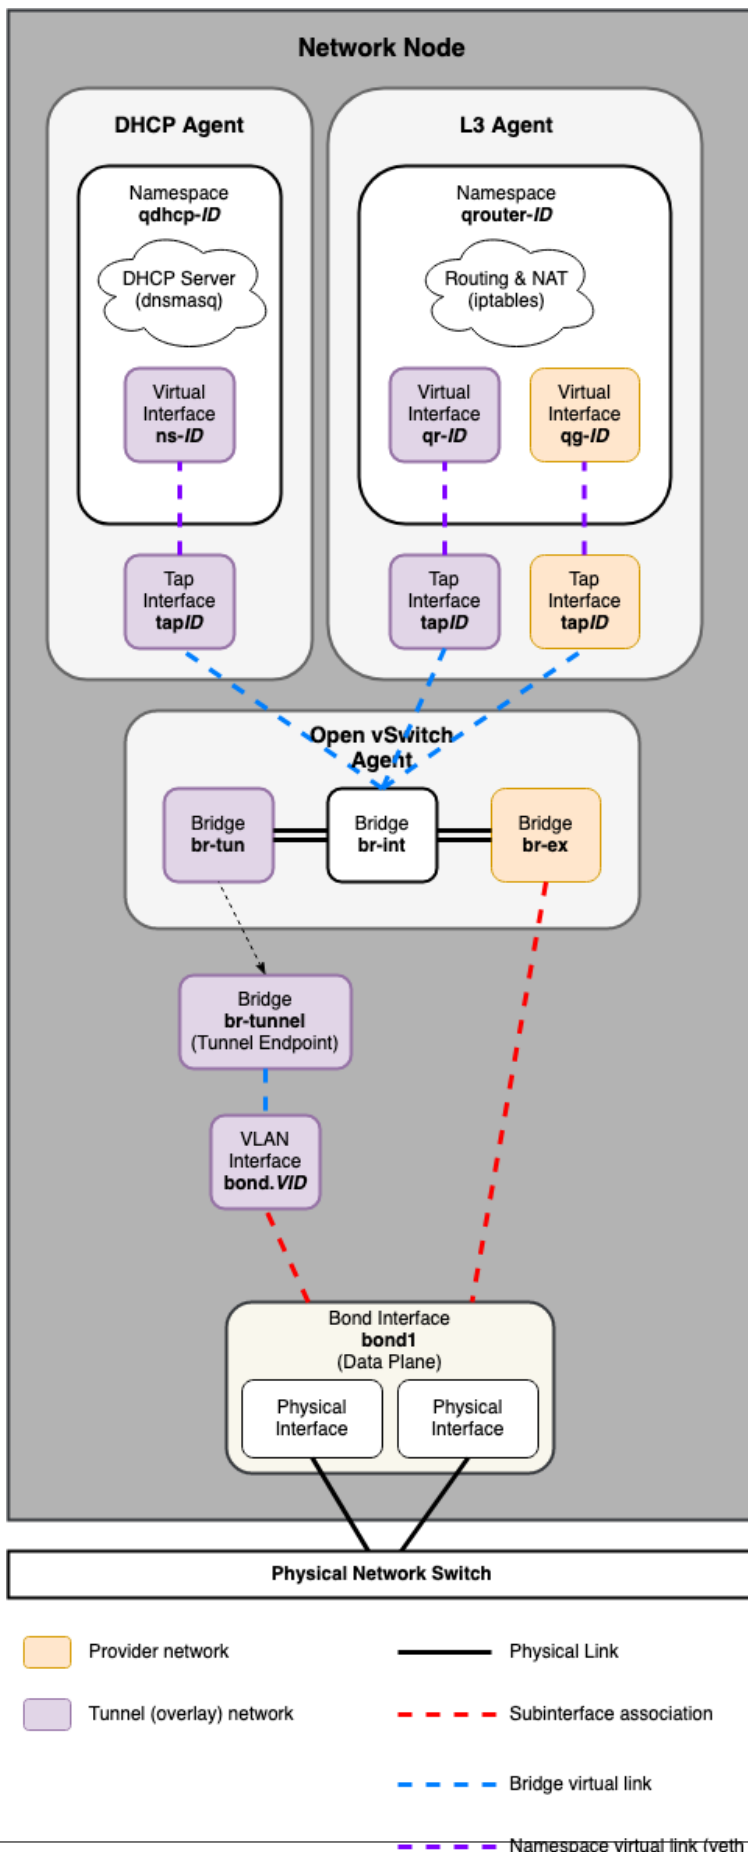 Network Node
DHCP Agent
Namespace
qdhcp-ID
DHCP Server
(dnsmasq)
Virtual
Interface
ns-ID
Tap
Interface
tapID
L3 Agent
Namespace
qrouter-ID
Routing & NAT
(iptables)
Virtual
Interface
qr-ID
Virtual
Interface
qg-ID
Tap
Interface
tapID
Tap
Interface
tapID
Open vSwitch
Agent
Bridge
br-tun
Bridge
br-int
Bridge
br-ex
Bridge
br-tunnel
(Tunnel Endpoint)
VLAN
Interface
bond.VID
Bond Interface
bond1
(Data Plane)
Physical
Interface
Physical
Interface
Physical Network Switch
Provider network
Tunnel (overlay) network
Physical Link
Subinterface association
Bridge virtual link
Namespace virtual link (veth